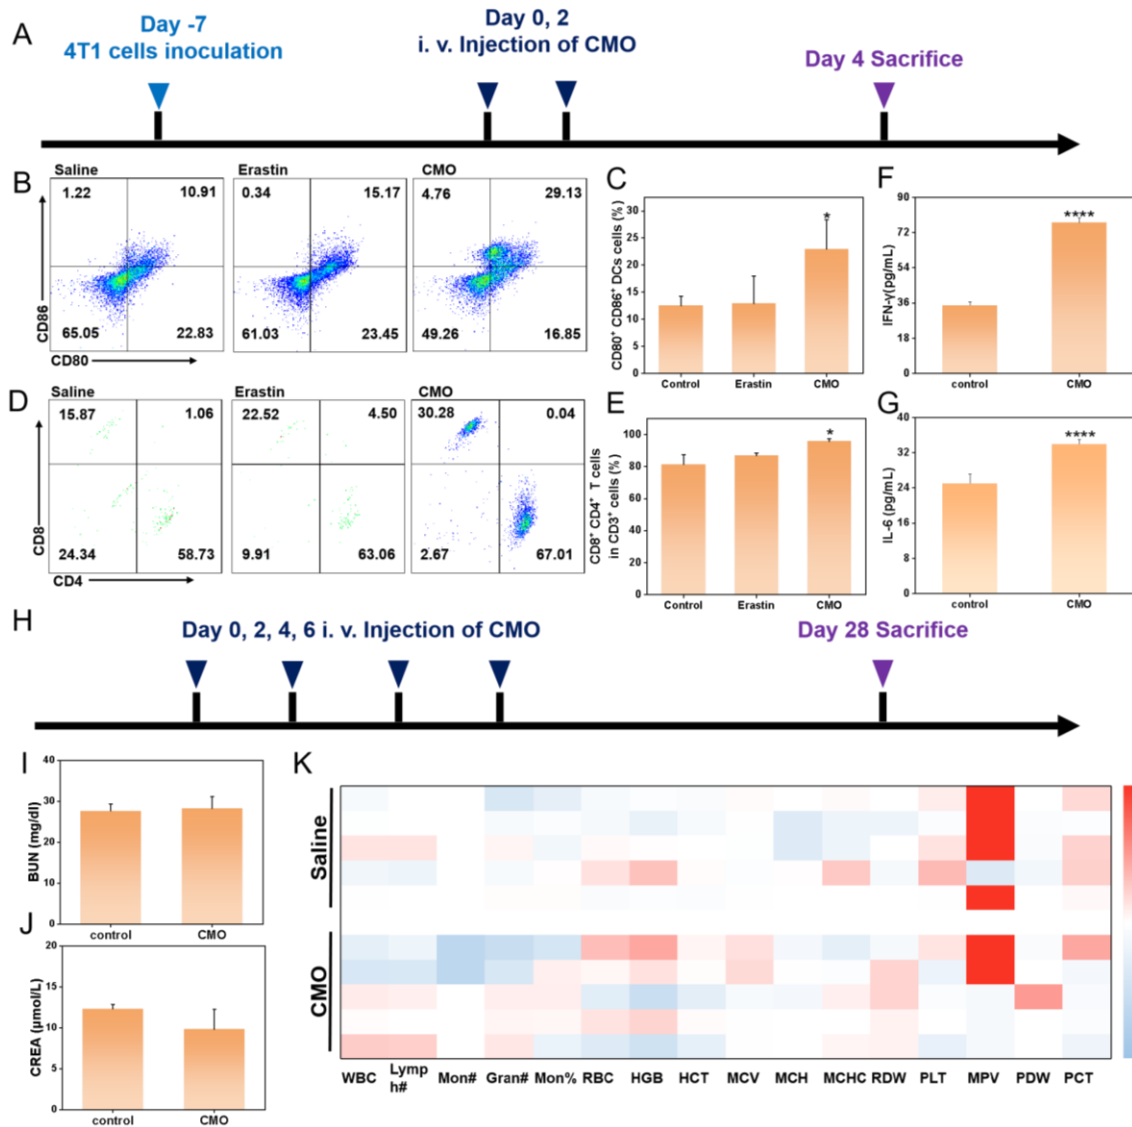 A
Day -7
4T1 cells inoculation
Day 0, 2
i. v. Injection of CMO
Day 4 Sacrifice
B
Saline
1.22 10.91
65.05 22.83
Erastin
0.34 15.17
61.03 23.45
CMO
4.76 29.13
49.26 16.85
CD86
CD80
C
CD80⁺ CD86⁺ DCs cells (%)
30
25
20
15
10
5
0
*
Control Erastin CMO
F
IFN-γ(pg/mL)
90
72
54
36
18
0
****
control CMO
D
Saline
15.87 1.06
24.34 58.73
Erastin
22.52 4.50
9.91 63.06
CMO
30.28 0.04
2.67 67.01
CD8
CD4
E
CD8⁺ CD4⁺ T cells
in CD3⁺ cells (%)
100
80
60
40
20
0
*
Control Erastin CMO
G
IL-6 (pg/mL)
40
32
24
16
8
0
****
control CMO
H
Day 0, 2, 4, 6 i. v. Injection of CMO
Day 28 Sacrifice
I
BUN (mg/dl)
40
30
20
10
0
control CMO
J
CREA (μmol/L)
20
15
10
5
0
control CMO
K
Saline
CMO
WBC Lymp
h# Mon# Gran# Mon% RBC HGB HCT MCV MCH MCHC RDW PLT MPV PDW PCT